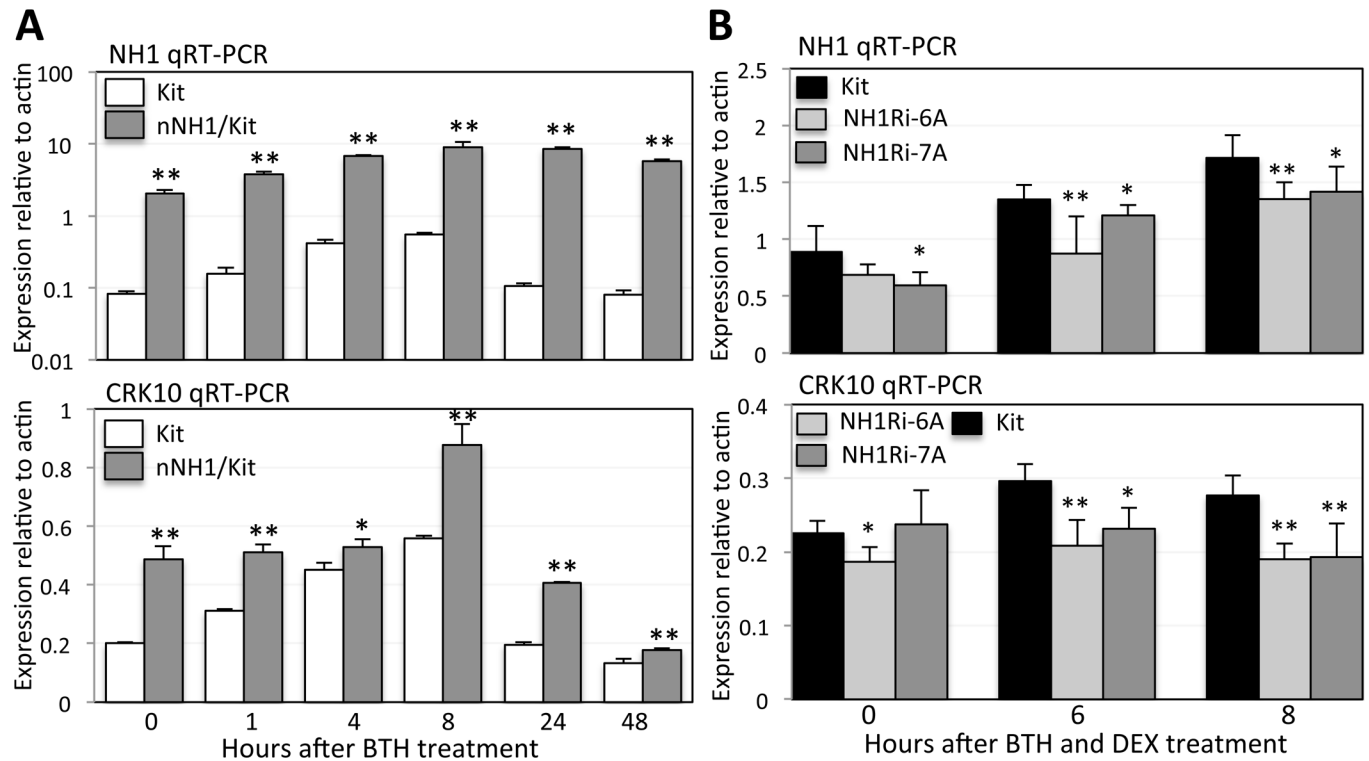 A
NH1 qRT-PCR
Expression relative to actin
100
10
1
0.1
0.01
Kit
nNH1/Kit
** ** ** ** ** **
CRK10 qRT-PCR
Expression relative to actin
1
0.8
0.6
0.4
0.2
0
Kit
nNH1/Kit
** ** * ** ** **
0 1 4 8 24 48
Hours after BTH treatment
B
NH1 qRT-PCR
Expression relative to actin
2.5
2
1.5
1
0.5
0
Kit
NH1Ri-6A
NH1Ri-7A
* ** * ** *
CRK10 qRT-PCR
Expression relative to actin
0.4
0.3
0.2
0.1
0
NH1Ri-6A Kit
NH1Ri-7A
* ** * ** **
0 6 8
Hours after BTH and DEX treatment